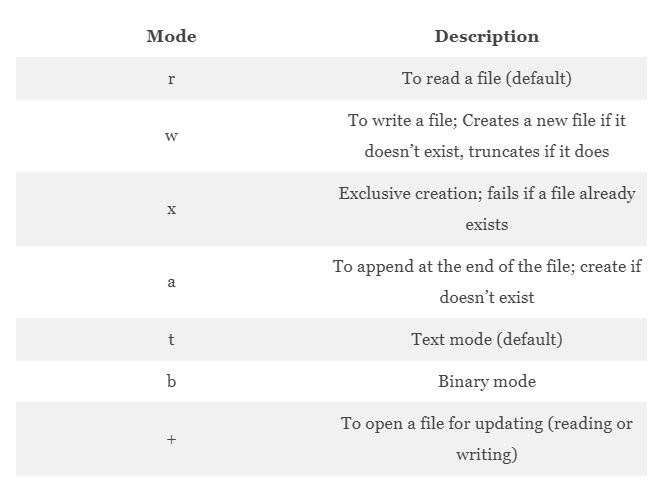 Mode Description
r To read a file (default)
w To write a file; Creates a new file if it
doesn’t exist, truncates if it does
x Exclusive creation; fails if a file already
exists
a To append at the end of the file; create if
doesn’t exist
t Text mode (default)
b Binary mode
+ To open a file for updating (reading or
writing)